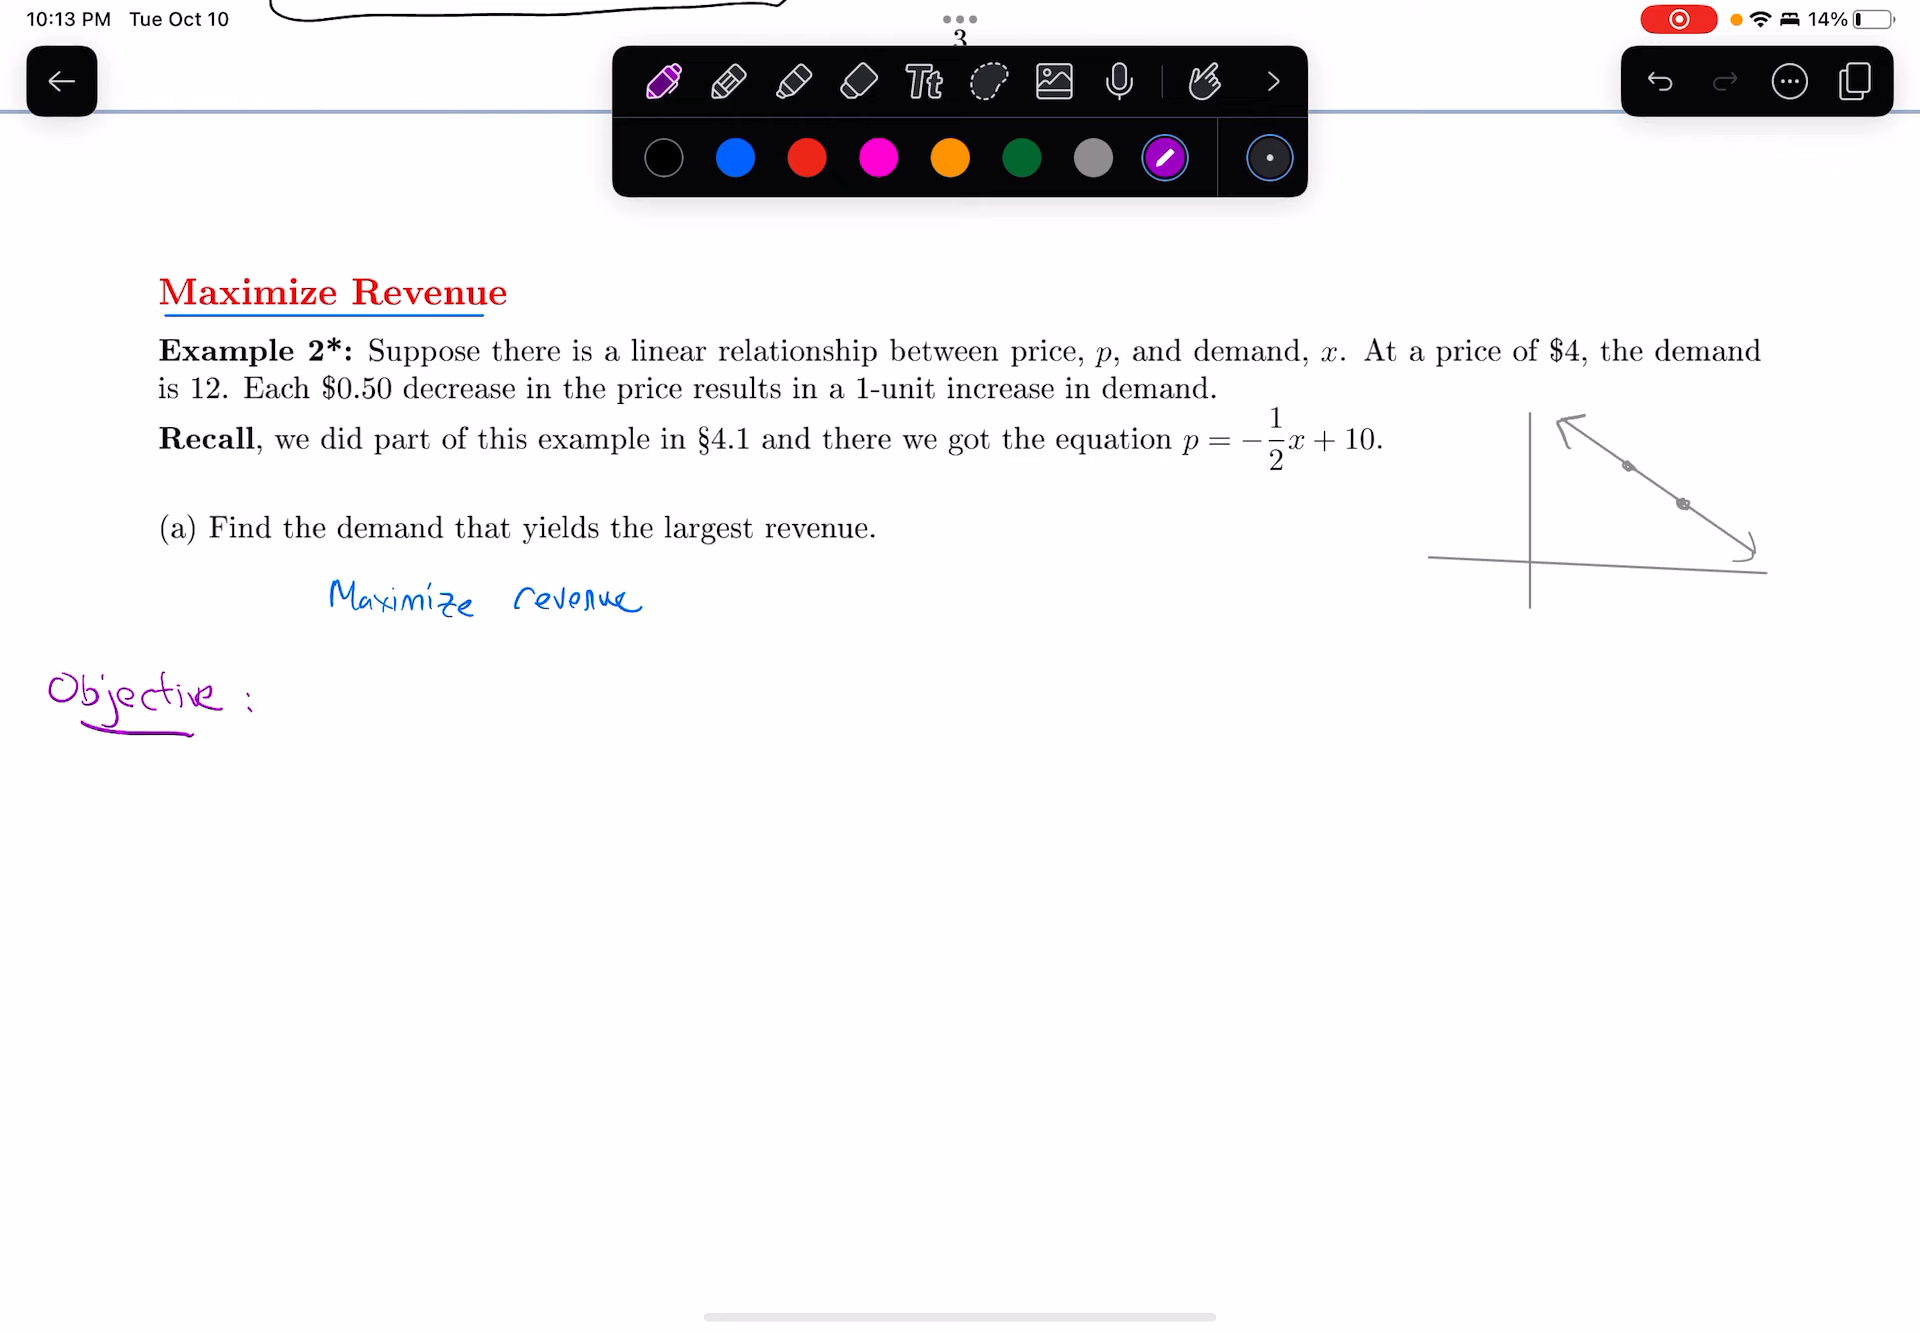 10:13 PM Tue Oct 10
14%
3
Tt
Maximize Revenue
Example 2*: Suppose there is a linear relationship between price, p, and demand, x. At a price of $4, the demand
is 12. Each $0.50 decrease in the price results in a 1-unit increase in demand.
Recall, we did part of this example in §4.1 and there we got the equation p = −1/2 x + 10.
(a) Find the demand that yields the largest revenue.
Maximize revenue
Objective :